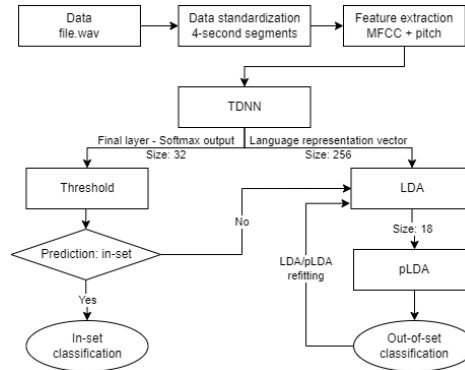 Data
file.wav
Data standardization
4-second segments
Feature extraction
MFCC + pitch
TDNN
Final layer - Softmax output
Size: 32
Language representation vector
Size: 256
Threshold
LDA
No
Size: 18
Prediction: in-set
LDA/pLDA
refitting
pLDA
Yes
In-set
classification
Out-of-set
classification